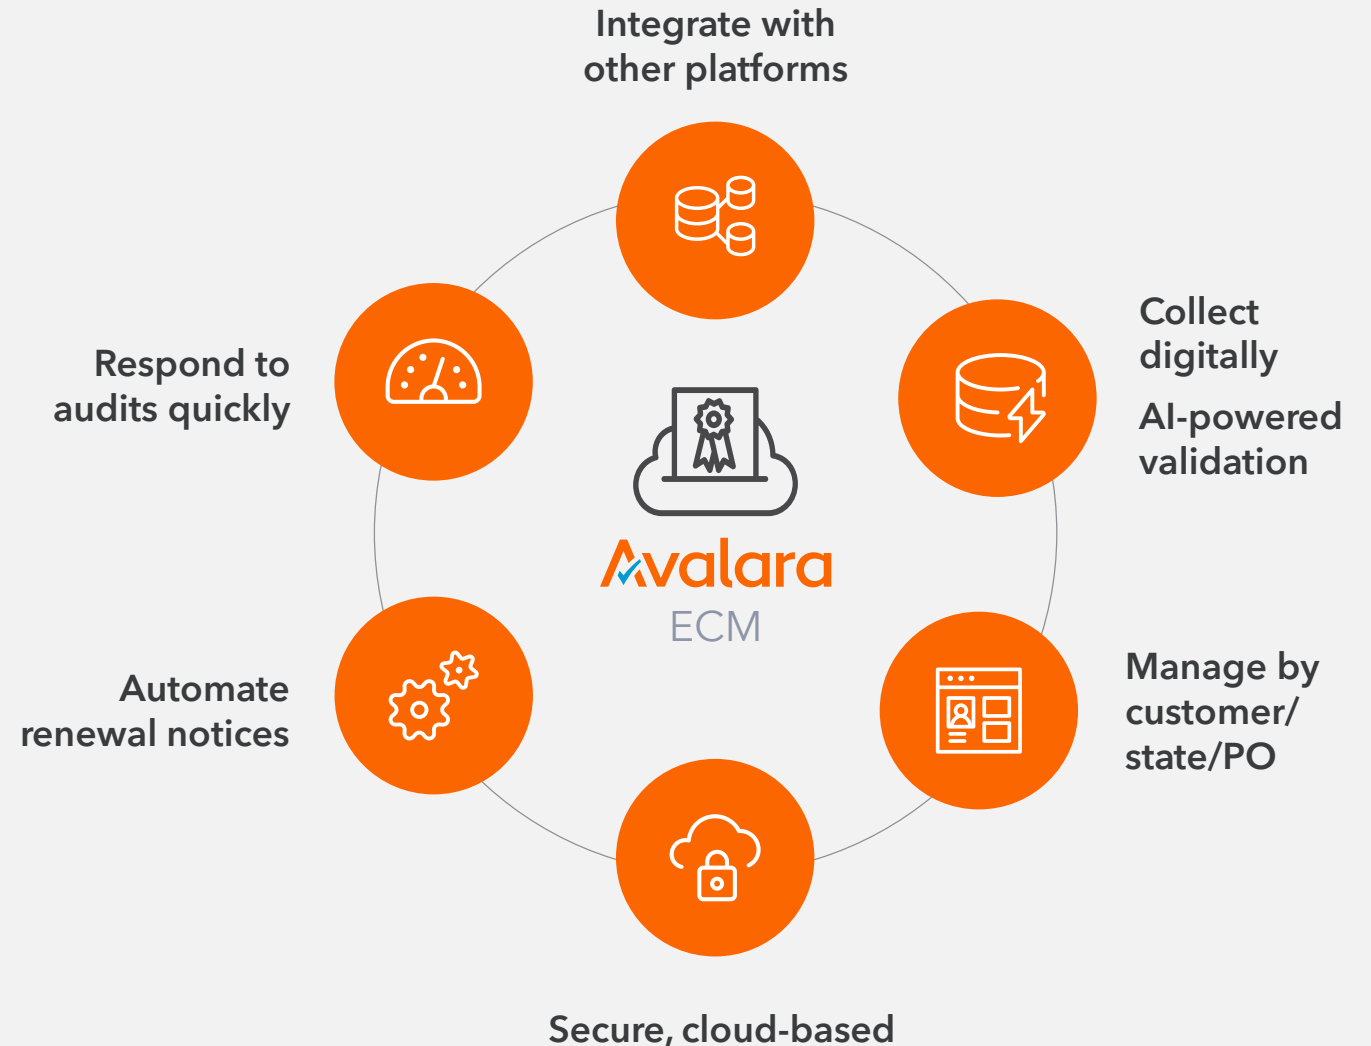 Integrate with
other platforms
Collect
digitally
AI-powered
validation
Manage by
customer/
state/PO
Secure, cloud-based
Automate
renewal notices
Respond to
audits quickly
Avalara
ECM